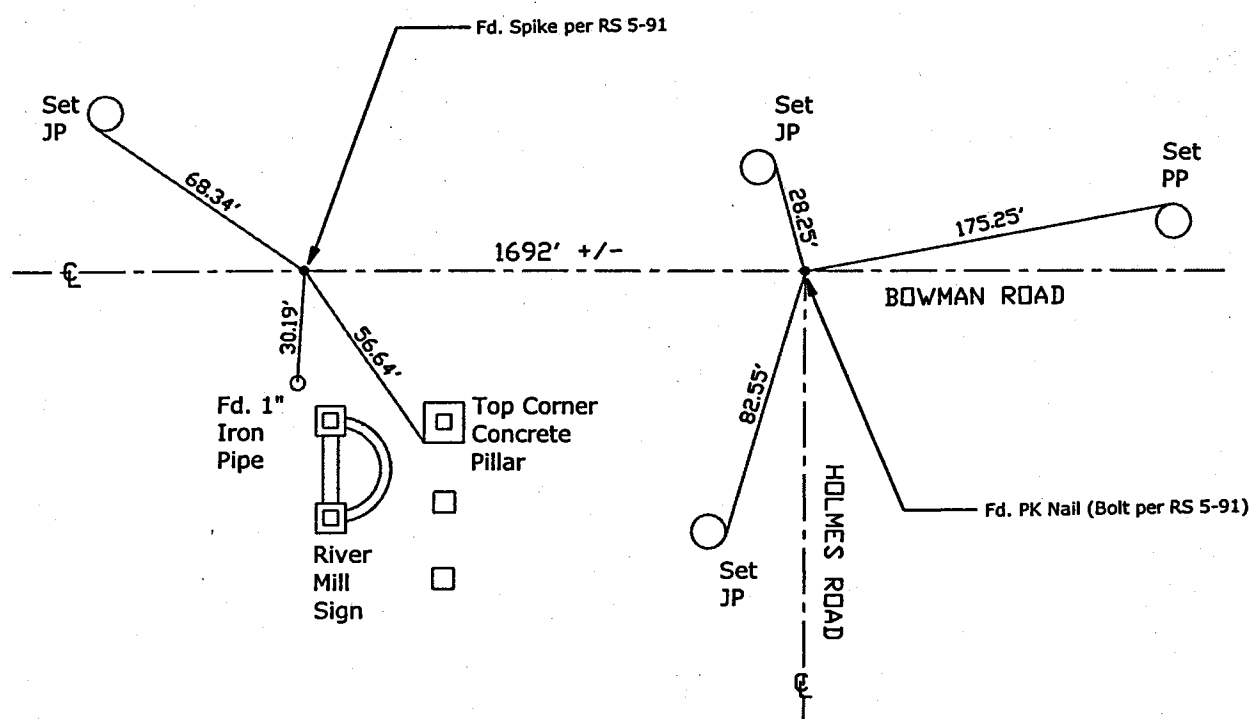 Fd. Spike per RS 5-91
Set
JP
Set
JP
Set
PP
68.34'
28.25'
175.25'
1692' +/-
℄
BOWMAN ROAD
30.19'
56.64'
82.55'
Fd. 1"
Iron
Pipe
Top Corner
Concrete
Pillar
HOLMES ROAD
Fd. PK Nail (Bolt per RS 5-91)
River
Mill
Sign
Set
JP
℄